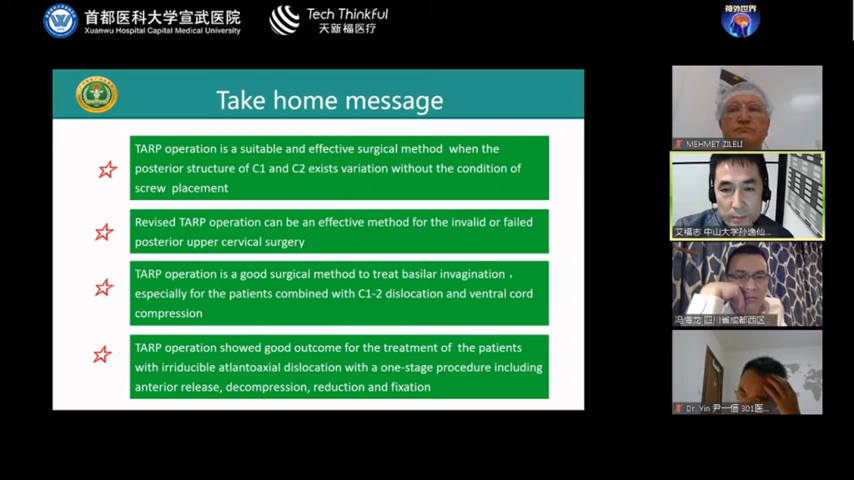 首都医科大学宣武医院
Xuanwu Hospital Capital Medical University
Tech Thinkful
天新福医疗
神外世界
Take home message
TARP operation is a suitable and effective surgical method when the
posterior structure of C1 and C2 exists variation without the condition of
screw placement
Revised TARP operation can be an effective method for the invalid or failed
posterior upper cervical surgery
TARP operation is a good surgical method to treat basilar invagination，
especially for the patients combined with C1-2 dislocation and ventral cord
compression
TARP operation showed good outcome for the treatment of the patients
with irriducible atlantoaxial dislocation with a one-stage procedure including
anterior release, decompression, reduction and fixation
MEHMET ZILELI
艾福志 中山大学孙逸仙...
冯海龙 四川省成都西区
Dr. Yin 尹一恒 301医...